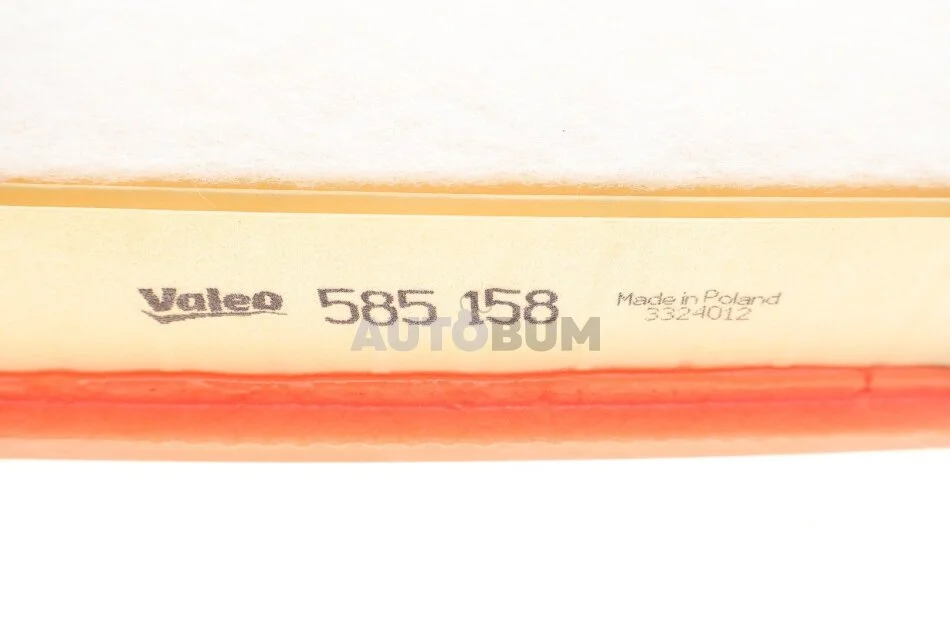 Valeo 585 158 Made in Poland
3324012
AUTOBUM